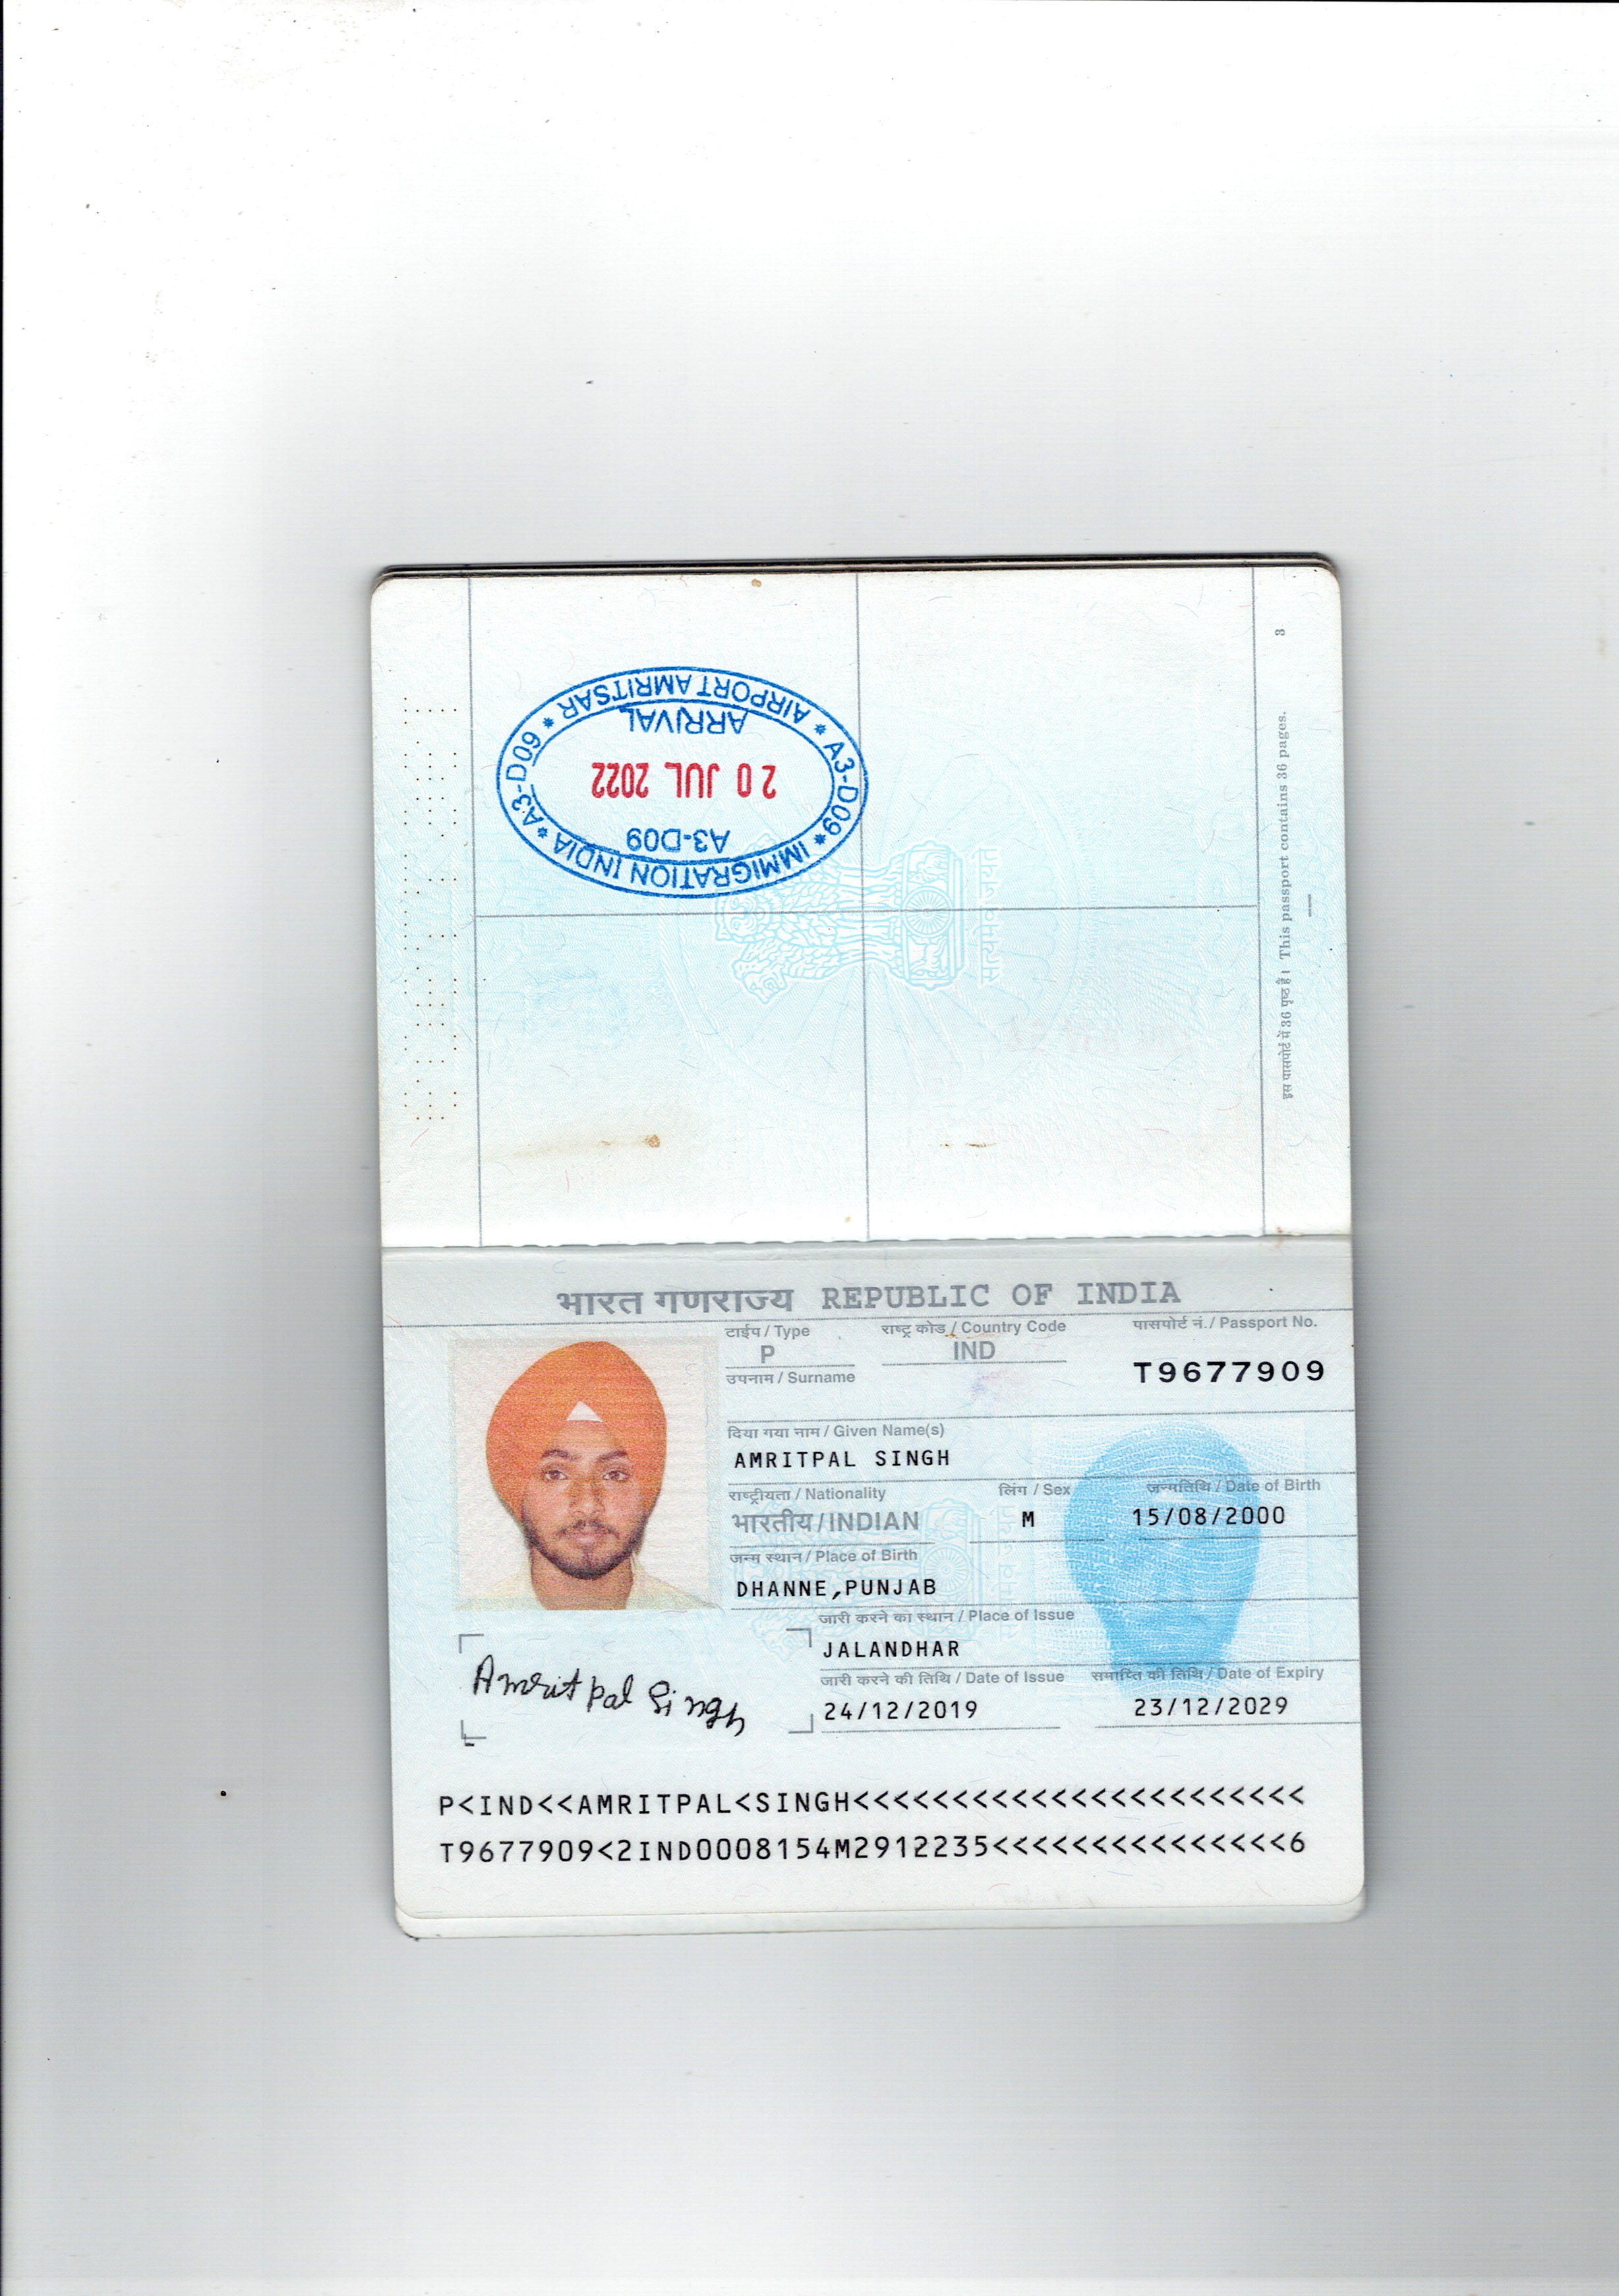 AIRPORT AMRITSAR * A3-D09 * IMMIGRATION INDIA * A3-D09 *
ARRIVAL
20 JUL 2022
A3-D09
3
इस पासपोर्ट में 36 पृष्ठ हैं। This passport contains 36 pages.
भारत गणराज्य REPUBLIC OF INDIA
टाईप / Type राष्ट्र कोड / Country Code पासपोर्ट नं. / Passport No.
P IND T9677909
उपनाम / Surname
दिया गया नाम / Given Name(s)
AMRITPAL SINGH
राष्ट्रीयता / Nationality लिंग / Sex जन्मतिथि / Date of Birth
भारतीय/INDIAN M 15/08/2000
जन्म स्थान / Place of Birth
DHANNE,PUNJAB
जारी करने का स्थान / Place of Issue
JALANDHAR
जारी करने की तिथि / Date of Issue समाप्ति की तिथि / Date of Expiry
24/12/2019 23/12/2029
Amritpal Singh
P<IND<<AMRITPAL<SINGH<<<<<<<<<<<<<<<<<<<<<<<
T9677909<2IND0008154M2912235<<<<<<<<<<<<<<<6